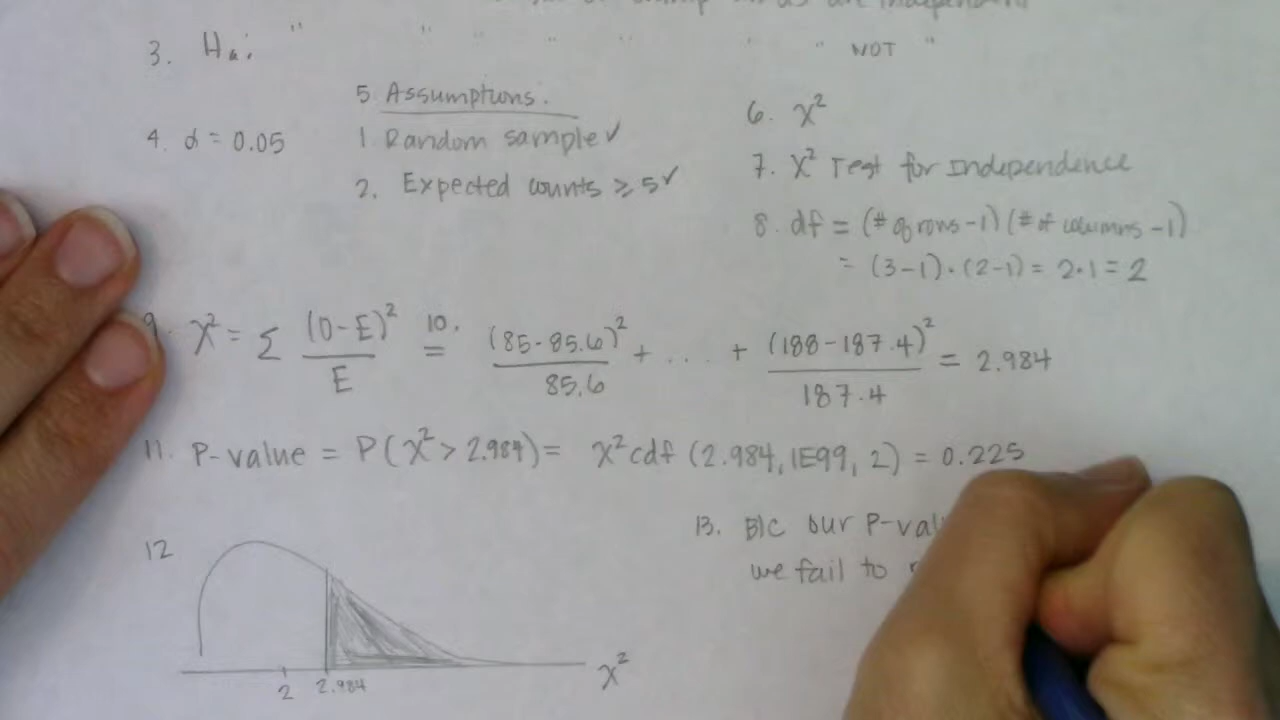 are independent
3. Ha: " " " " " " " NOT "
4. α = 0.05
5. Assumptions.
1. Random sample ✓
2. Expected counts ≥ 5 ✓
6. χ²
7. χ² Test for Independence
8. df = (# of rows - 1) (# of columns - 1)
= (3-1)·(2-1) = 2·1 = 2
9. χ² = Σ (O-E)²/E 10. = (85-85.6)²/85.6 + .... + (188-187.4)²/187.4 = 2.984
11. P-value = P(χ² > 2.984) = χ²cdf (2.984, 1E99, 2) = 0.225
12
2 2.984 χ²
13. B/c our P-val
we fail to